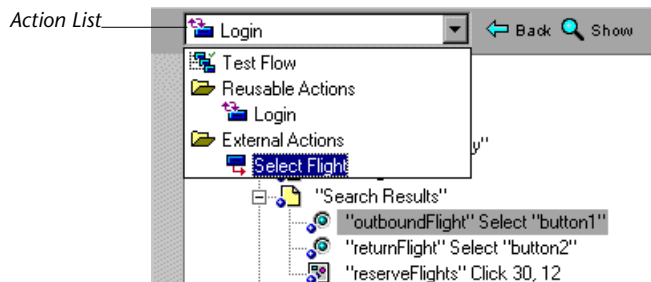 Action List
Login
Back
Show
Test Flow
Reusable Actions
Login
External Actions
y"
Select Flight
"Search Results"
"outboundFlight" Select "button1"
"returnFlight" Select "button2"
"reserveFlights" Click 30, 12